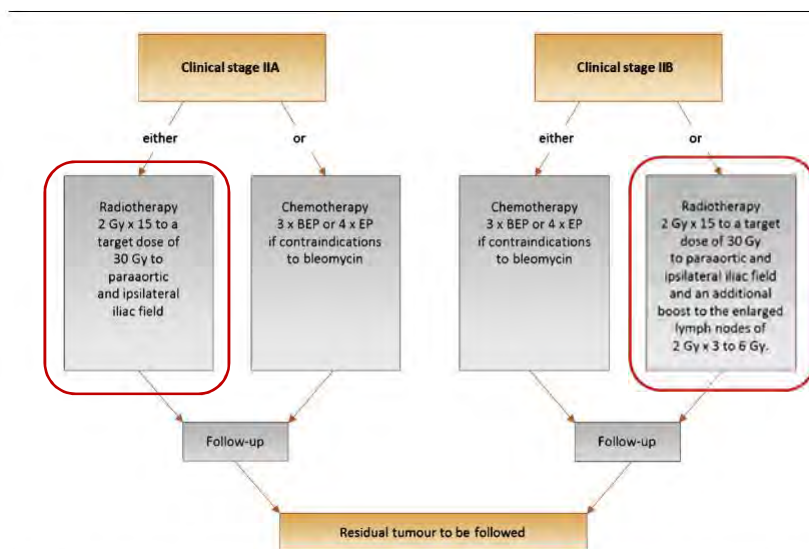 Clinical stage IIA
Clinical stage IIB
either
or
either
or
Radiotherapy
2 Gy x 15 to a
target dose of
30 Gy to
paraaortic
and ipsilateral
iliac field
Chemotherapy
3 x BEP or 4 x EP
if contraindications
to bleomycin
Chemotherapy
3 x BEP or 4 x EP
if contraindications
to bleomycin
Radiotherapy
2 Gy x 15 to a target
dose of 30 Gy
to paraaortic and
ipsilateral iliac field
and an additional
boost to the enlarged
lymph nodes of
2 Gy x 3 to 6 Gy.
Follow-up
Follow-up
Residual tumour to be followed